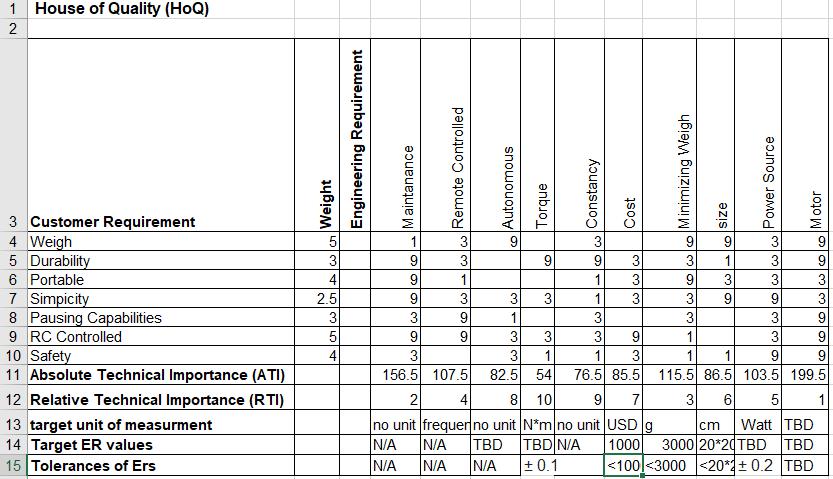 1 House of Quality (HoQ)
2
3 Customer Requirement Weight Engineering Requirement Maintanance Remote Controlled Autonomous Torque Constancy Cost Minimizing Weigh size Power Source Motor
4 Weigh 5 1 3 9 3 9 9 3 9
5 Durability 3 9 3 9 9 3 3 1 3 9
6 Portable 4 9 1 1 3 9 3 3 3
7 Simpicity 2.5 9 3 3 3 1 3 3 9 9 3
8 Pausing Capabilities 3 3 9 1 3 3 3 9
9 RC Controlled 5 9 9 3 3 3 9 1 3 9
10 Safety 4 3 3 1 1 3 1 1 9 9
11 Absolute Technical Importance (ATI) 156.5 107.5 82.5 54 76.5 85.5 115.5 86.5 103.5 199.5
12 Relative Technical Importance (RTI) 2 4 8 10 9 7 3 6 5 1
13 target unit of measurment no unit frequen no unit N*m no unit USD g cm Watt TBD
14 Target ER values N/A N/A TBD TBD N/A 1000 3000 20*20 TBD TBD
15 Tolerances of Ers N/A N/A N/A ± 0.1 <100 <3000 <20*2 ± 0.2 TBD